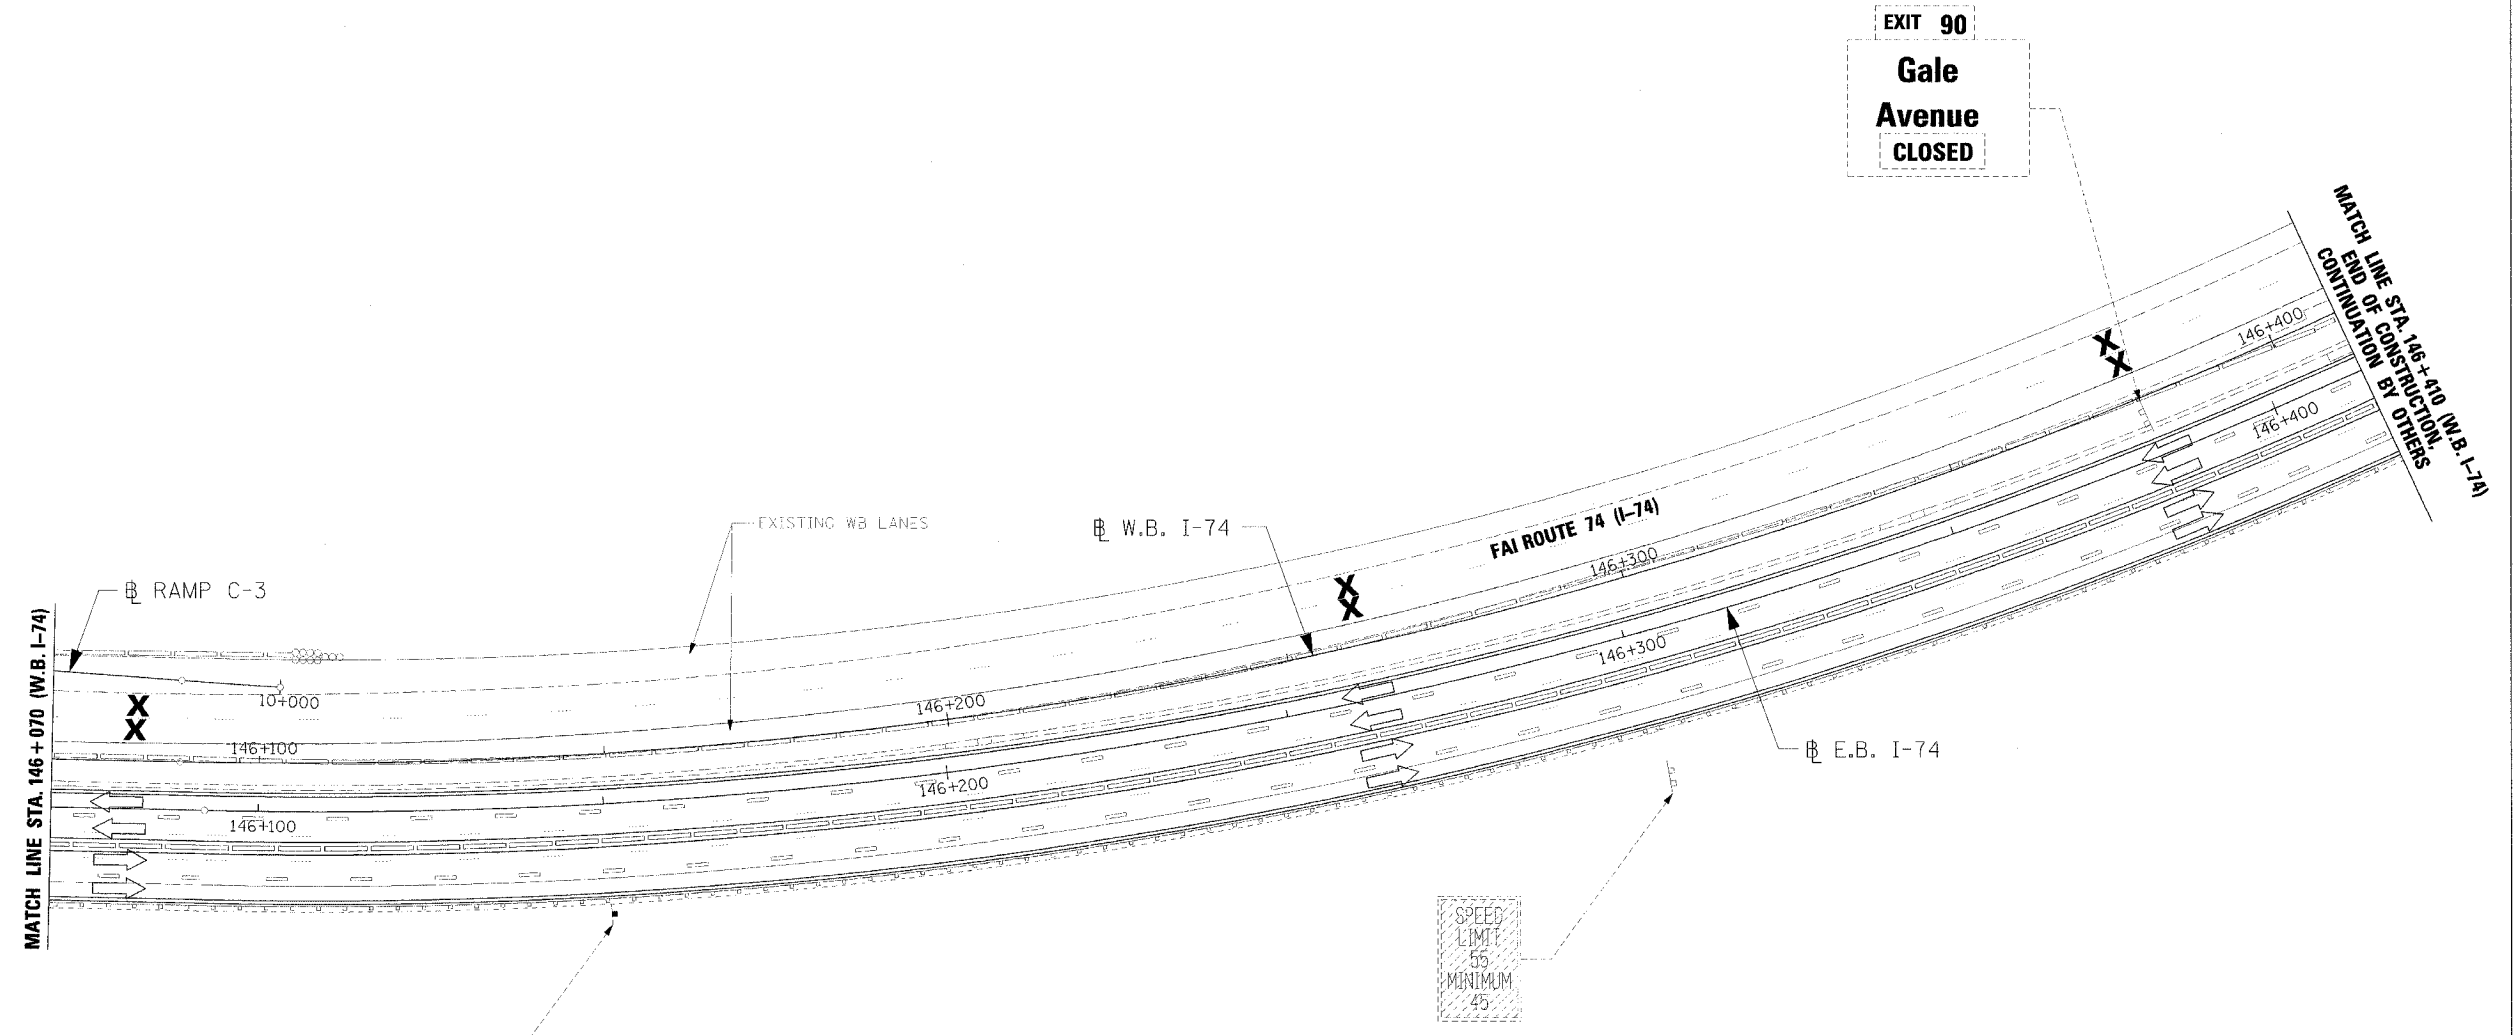 EXIT 90
Gale
Avenue
CLOSED
MATCH LINE STA. 146+410 (W.B. I-74)
END OF CONSTRUCTION,
CONTINUATION BY OTHERS
146+400
146+400
EXISTING WB LANES
℄ W.B. I-74
FAI ROUTE 74 (I-74)
146+300
X
X
X
X
℄ RAMP C-3
MATCH LINE STA. 146+070 (W.B. I-74)
X
X
10+000
146+200
146+300
146+100
146+200
℄ E.B. I-74
146+100
SPEED
LIMIT
55
MINIMUM
45